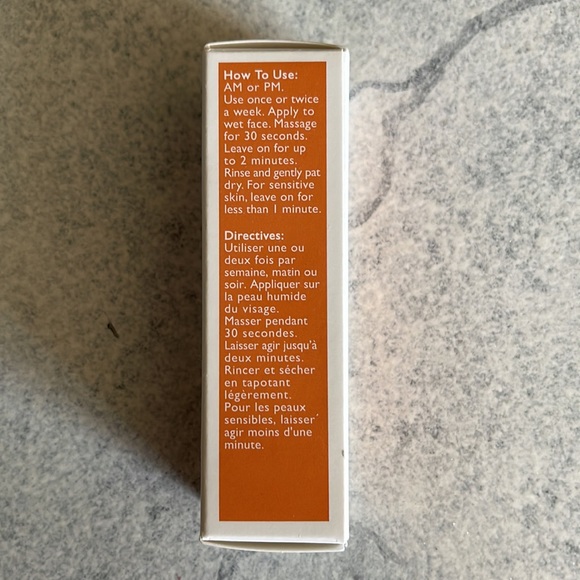 How To Use:
AM or PM.
Use once or twice
a week. Apply to
wet face. Massage
for 30 seconds.
Leave on for up
to 2 minutes.
Rinse and gently pat
dry. For sensitive
skin, leave on for
less than 1 minute.
Directives:
Utiliser une ou
deux fois par
semaine, matin ou
soir. Appliquer sur
la peau humide
du visage.
Masser pendant
30 secondes.
Laisser agir jusqu'à
deux minutes.
Rincer et sécher
en tapotant
légèrement.
Pour les peaux
sensibles, laisser´
agir moins d'une
minute.